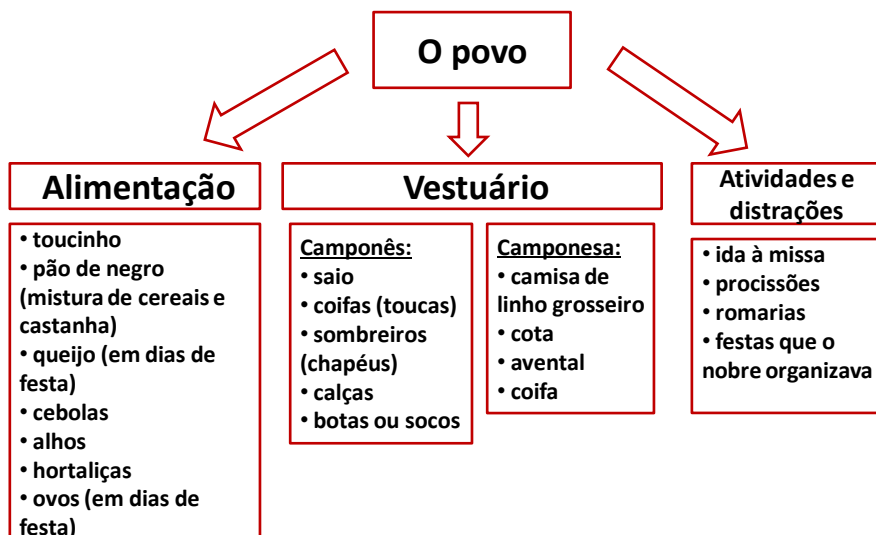 O povo
Alimentação
• toucinho
• pão de negro
(mistura de cereais e
castanha)
• queijo (em dias de
festa)
• cebolas
• alhos
• hortaliças
• ovos (em dias de
festa)
Vestuário
Camponês:
• saio
• coifas (toucas)
• sombreiros
(chapéus)
• calças
• botas ou socos
Camponesa:
• camisa de
linho grosseiro
• cota
• avental
• coifa
Atividades e
distrações
• ida à missa
• procissões
• romarias
• festas que o
nobre organizava